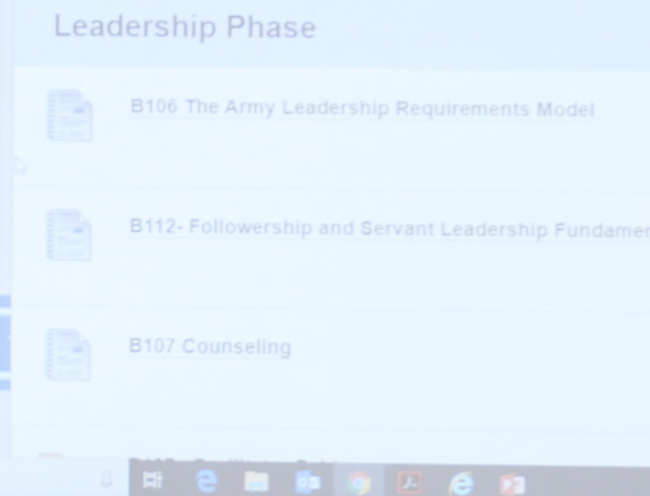 Leadership Phase
B106 The Army Leadership Requirements Model
B112- Followership and Servant Leadership Fundamen
B107 Counseling